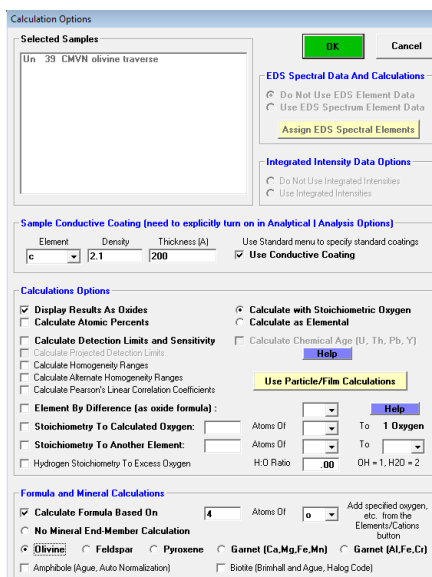 Calculation Options
Selected Samples
Un 39 CMVN olivine traverse
OK
Cancel
EDS Spectral Data And Calculations
Do Not Use EDS Element Data
Use EDS Spectrum Element Data
Assign EDS Spectral Elements
Integrated Intensity Data Options
Do Not Use Integrated Intensities
Use Integrated Intensities
Sample Conductive Coating (need to explicitly turn on in Analytical | Analysis Options)
Element Density Thickness (A) Use Standard menu to specify standard coatings
c 2.1 200 Use Conductive Coating
Calculations Options
Display Results As Oxides
Calculate Atomic Percents
Calculate with Stoichiometric Oxygen
Calculate as Elemental
Calculate Detection Limits and Sensitivity
Calculate Projected Detection Limits
Calculate Homogeneity Ranges
Calculate Alternate Homogeneity Ranges
Calculate Pearson's Linear Correlation Coefficients
Calculate Chemical Age (U, Th, Pb, Y)
Help
Use Particle/Film Calculations
Element By Difference (as oxide formula) :
Help
Stoichiometry To Calculated Oxygen: Atoms Of To 1 Oxygen
Stoichiometry To Another Element: Atoms Of To
Hydrogen Stoichiometry To Excess Oxygen H:O Ratio .00 OH = 1, H2O = 2
Formula and Mineral Calculations
Calculate Formula Based On 4 Atoms Of o
Add specified oxygen, etc. from the Elements/Cations button
No Mineral End-Member Calculation
Olivine Feldspar Pyroxene Garnet (Ca,Mg,Fe,Mn) Garnet (Al,Fe,Cr)
Amphibole (Ague, Auto Normalization) Biotite (Brimhall and Ague, Halog Code)